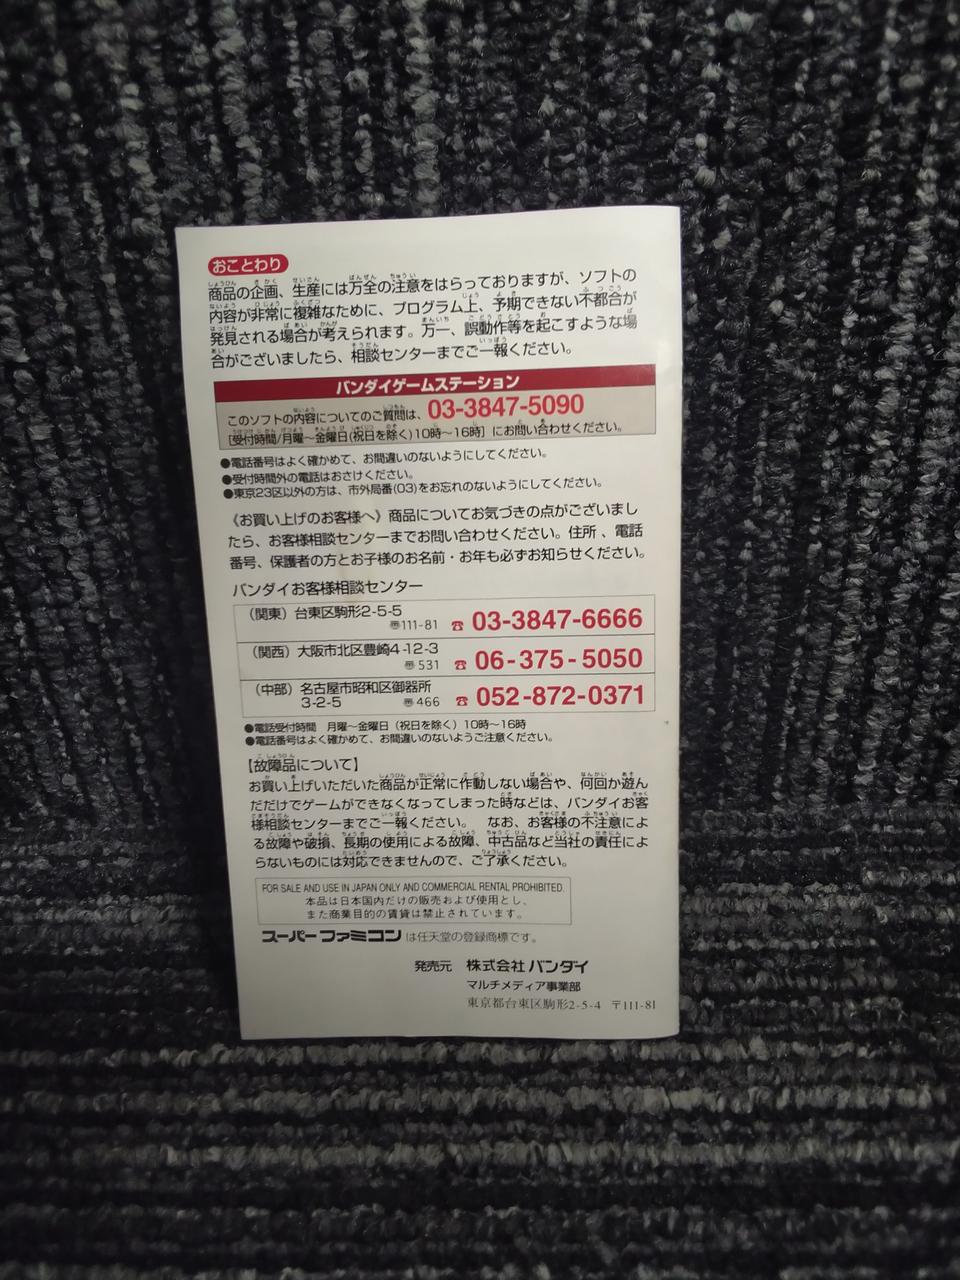 おことわり
商品の企画、生産には万全の注意をはらっておりますが、ソフトの
内容が非常に複雑なために、プログラム上、予期できない不都合が
発見される場合が考えられます。万一、誤動作等を起こすような場
合がございましたら、相談センターまでご一報ください。
バンダイゲームステーション
このソフトの内容についてのご質問は、03-3847-5090
[受付時間/月曜〜金曜日(祝日を除く)10時〜16時]にお問い合わせください。
●電話番号はよく確かめて、お間違いのないようにしてください。
●受付時間外の電話はおさけください。
●東京23区以外の方は、市外局番(03)をお忘れのないようにしてください。
《お買い上げのお客様へ》商品についてお気づきの点がございまし
たら、お客様相談センターまでお問い合わせください。住所、電話
番号、保護者の方とお子様のお名前・お年も必ずお知らせください。
バンダイお客様相談センター
(関東)台東区駒形2-5-5
〠111-81 ☎ 03-3847-6666
(関西)大阪市北区豊崎4-12-3
〠531 ☎ 06-375-5050
(中部)名古屋市昭和区御器所
3-2-5 〠466 ☎ 052-872-0371
●電話受付時間 月曜〜金曜日(祝日を除く)10時〜16時
●電話番号はよく確かめて、お間違いのないようご注意ください。
【故障品について】
お買い上げいただいた商品が正常に作動しない場合や、何回か遊ん
だだけでゲームができなくなってしまった時などは、バンダイお客
様相談センターまでご一報ください。 なお、お客様の不注意によ
る故障や破損、長期の使用による故障、中古品など当社の責任によ
らないものには対応できませんので、ご了承ください。
FOR SALE AND USE IN JAPAN ONLY AND COMMERCIAL RENTAL PROHIBITED.
本品は日本国内だけの販売および使用とし、
また商業目的の賃貸は禁止されています。
スーパーファミコンは任天堂の登録商標です。
発売元 株式会社バンダイ
マルチメディア事業部
東京都台東区駒形2-5-4 〒111-81